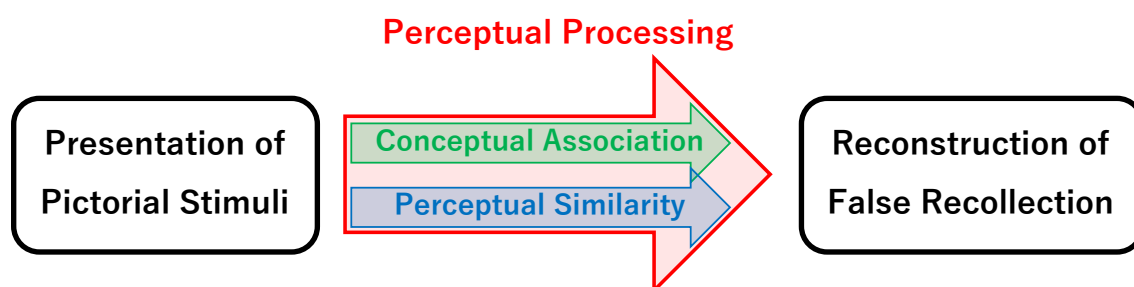 Perceptual Processing
Presentation of
Pictorial Stimuli
Conceptual Association
Perceptual Similarity
Reconstruction of
False Recollection